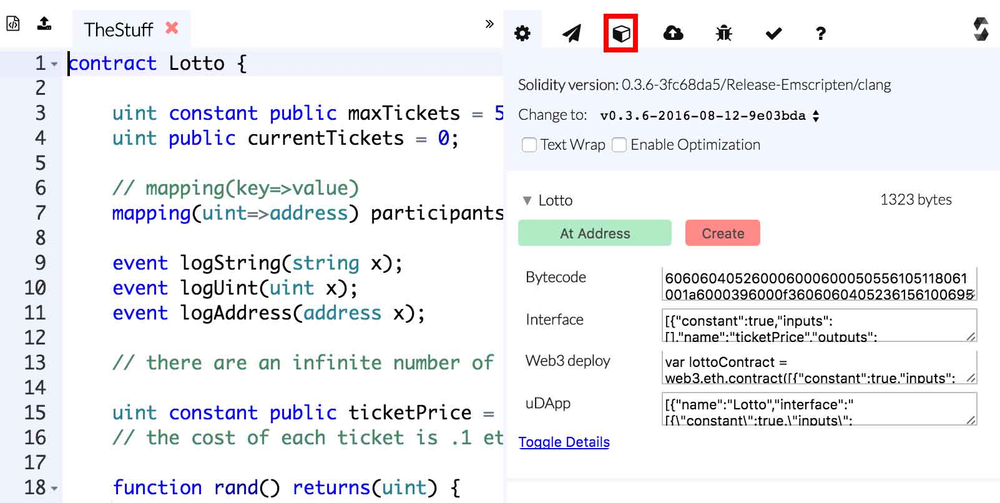 TheStuff
1 contract Lotto {
2
3 uint constant public maxTickets = 5
4 uint public currentTickets = 0;
5
6 // mapping(key=>value)
7 mapping(uint=>address) participants
8
9 event logString(string x);
10 event logUint(uint x);
11 event logAddress(address x);
12
13 // there are an infinite number of
14
15 uint constant public ticketPrice =
16 // the cost of each ticket is .1 et
17
18 function rand() returns(uint) {
Solidity version: 0.3.6-3fc68da5/Release-Emscripten/clang
Change to: v0.3.6-2016-08-12-9e03bda
Text Wrap Enable Optimization
Lotto 1323 bytes
At Address Create
Bytecode
606060405260006000600050556105118061
001a6000396000f3606060405236156100695
Interface
[{"constant":true,"inputs":
[],"name":"ticketPrice","outputs":
Web3 deploy
var lottoContract =
web3.eth.contract([{"constant":true,"inputs":
uDApp
[{"name":"Lotto","interface":"
[{\"constant\":true,\"inputs\":
Toggle Details